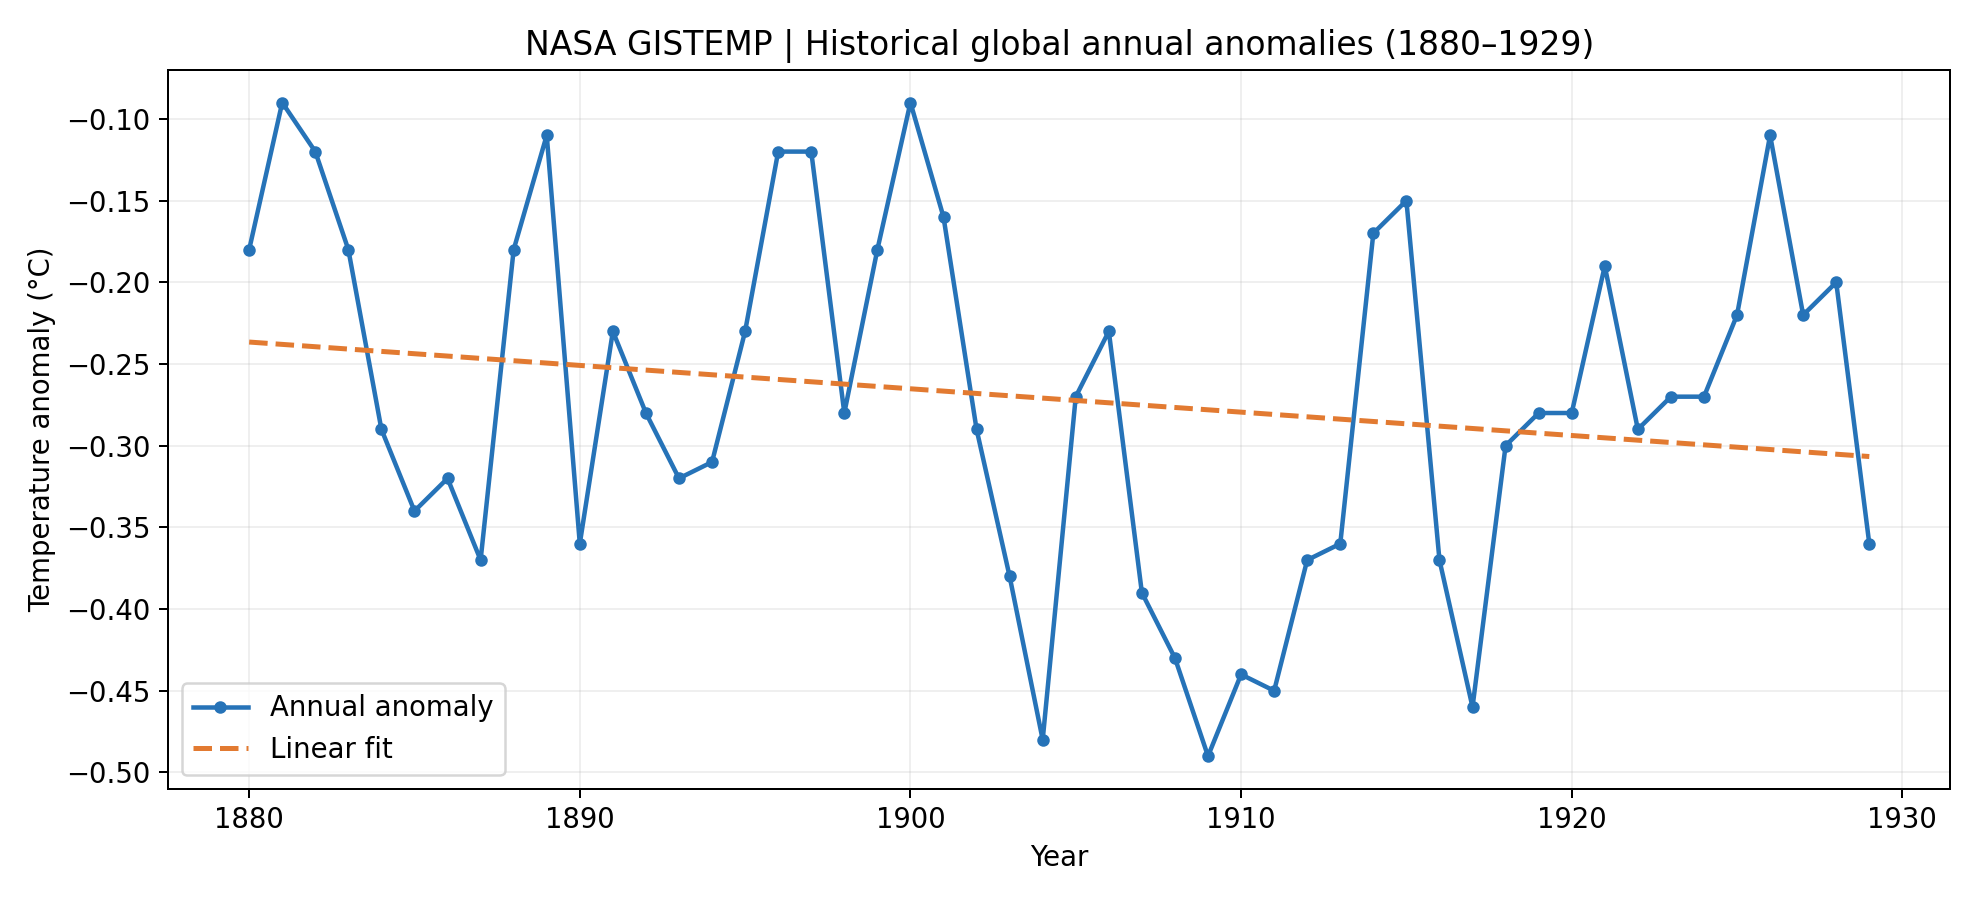 NASA GISTEMP | Historical global annual anomalies (1880–1929)
Temperature anomaly (°C)
−0.10
−0.15
−0.20
−0.25
−0.30
−0.35
−0.40
−0.45
−0.50
Annual anomaly
Linear fit
1880 1890 1900 1910 1920 1930
Year